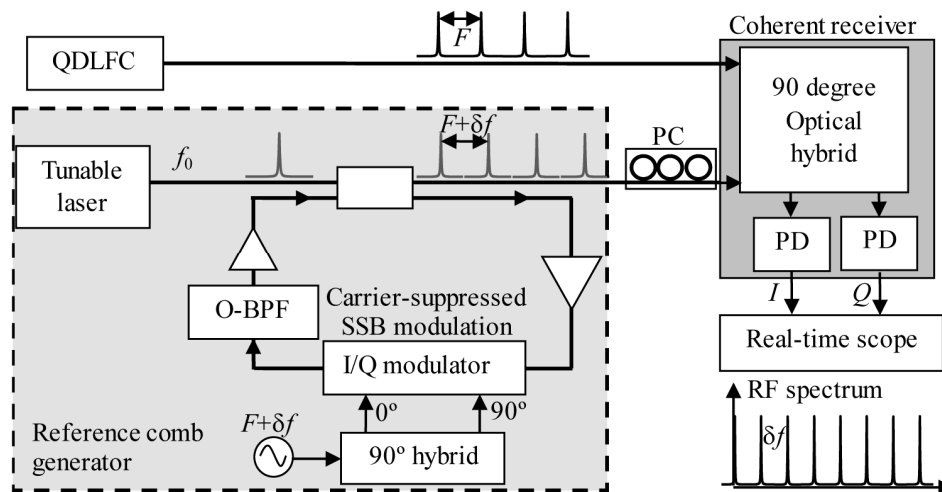 F
Coherent receiver
QDLFC
90 degree
Optical
hybrid
F+δf
PC
Tunable
laser
f0
PD
PD
I
Q
O-BPF
Carrier-suppressed
SSB modulation
I/Q modulator
Real-time scope
RF spectrum
0º
90º
F+δf
δf
Reference comb
generator
90º hybrid